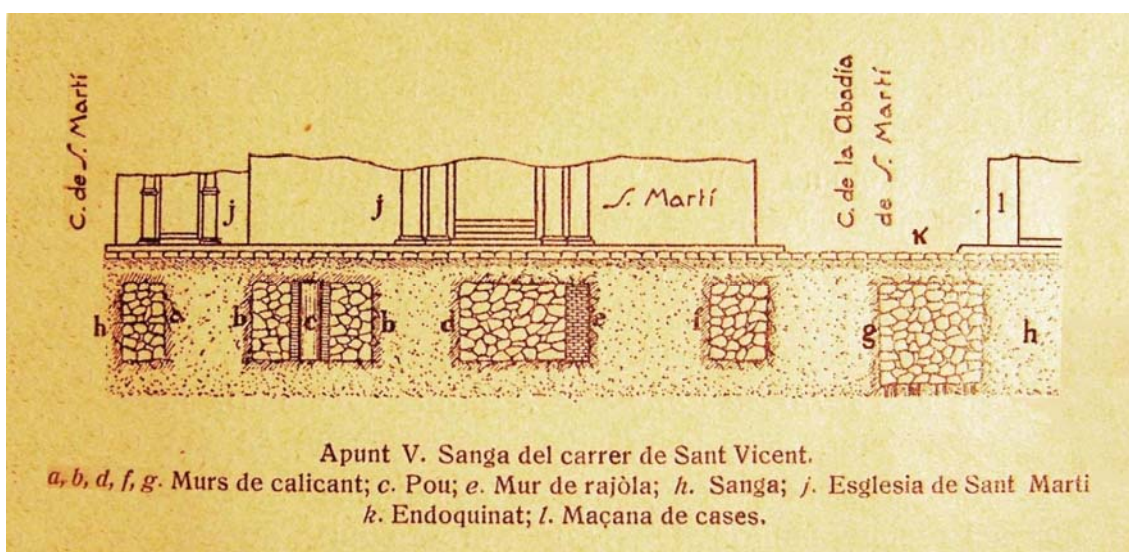 C. de S. Martí
C. de la Abadía
de S. Martí
j
j
S. Martí
K
l
h
a
b
c
b
d
e
f
g
h
Apunt V. Sanga del carrer de Sant Vicent.
a, b, d, f, g. Murs de calicant; c. Pou; e. Mur de rajòla; h. Sanga; j. Esglesia de Sant Marti
k. Endoquinat; l. Maçana de cases.